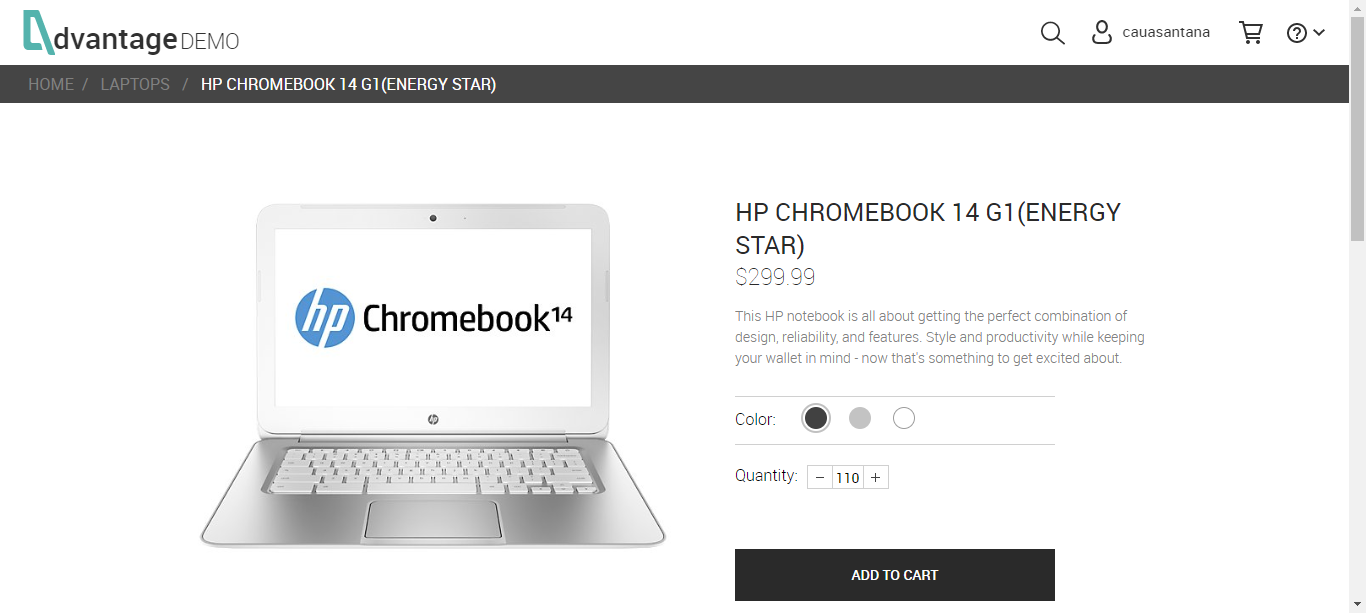 dvantage DEMO
cauasantana
HOME / LAPTOPS / HP CHROMEBOOK 14 G1(ENERGY STAR)
hp Chromebook14
hp
HP CHROMEBOOK 14 G1(ENERGY
STAR)
$299.99
This HP notebook is all about getting the perfect combination of
design, reliability, and features. Style and productivity while keeping
your wallet in mind - now that's something to get excited about.
Color:
Quantity: − 110 +
ADD TO CART